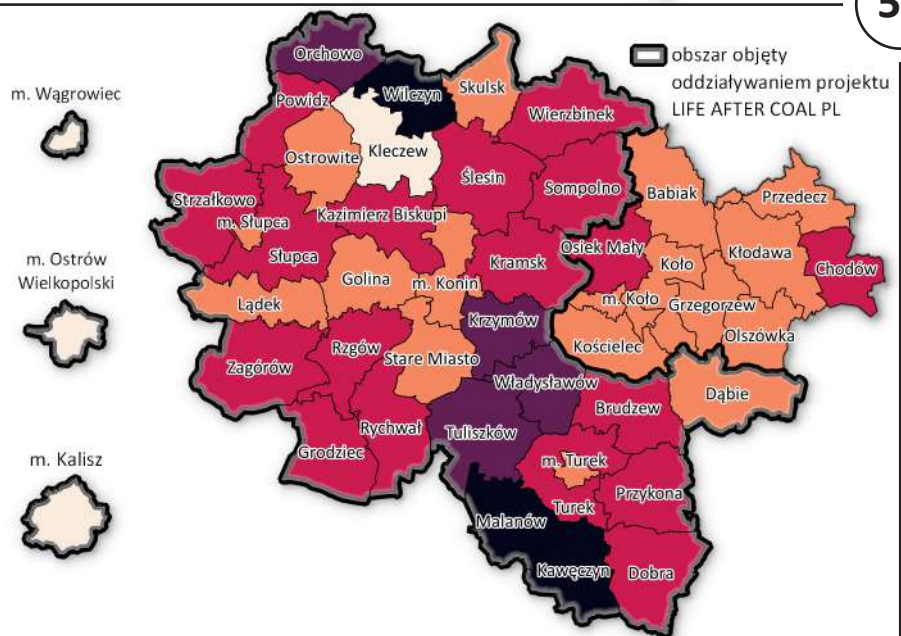 5
obszar objęty
oddziaływaniem projektu
LIFE AFTER COAL PL
m. Wągrowiec
m. Ostrów
Wielkopolski
m. Kalisz
Orchowo
Wilczyn
Skulsk
Powidz
Wierzbinek
Ostrowite
Kleczew
Ślesin
Sompolno
Babiak
Przedecz
Strzałkowo
m. Słupca
Kazimierz Biskupi
Słupca
Osiek Mały
Kłodawa
Koło
Chodów
Kramsk
Golina
m. Konin
Lądek
m. Koło
Grzegorzew
Krzymów
Olszówka
Kościelec
Rzgów
Stare Miasto
Zagórów
Władysławów
Dąbie
Brudzew
Rychwał
Tuliszków
Grodziec
m. Turek
Przykona
Turek
Malanów
Kawęczyn
Dobra